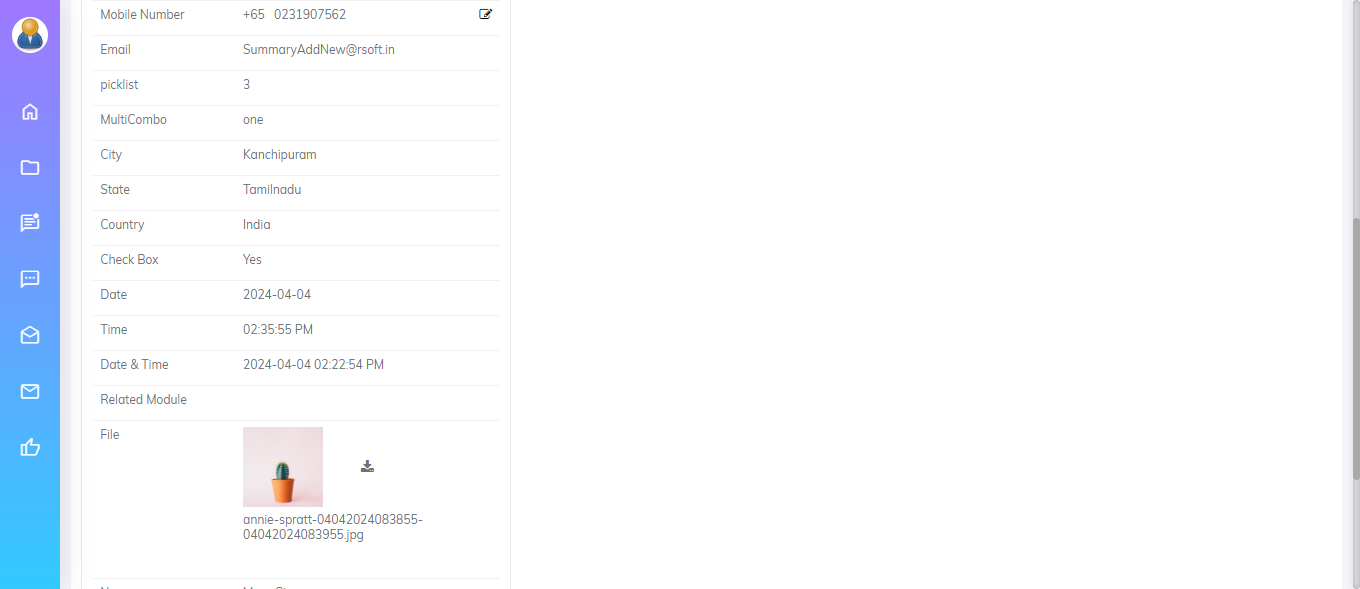 Mobile Number +65 0231907562
Email SummaryAddNew@rsoft.in
picklist 3
MultiCombo one
City Kanchipuram
State Tamilnadu
Country India
Check Box Yes
Date 2024-04-04
Time 02:35:55 PM
Date & Time 2024-04-04 02:22:54 PM
Related Module
File
annie-spratt-04042024083855-
04042024083955.jpg